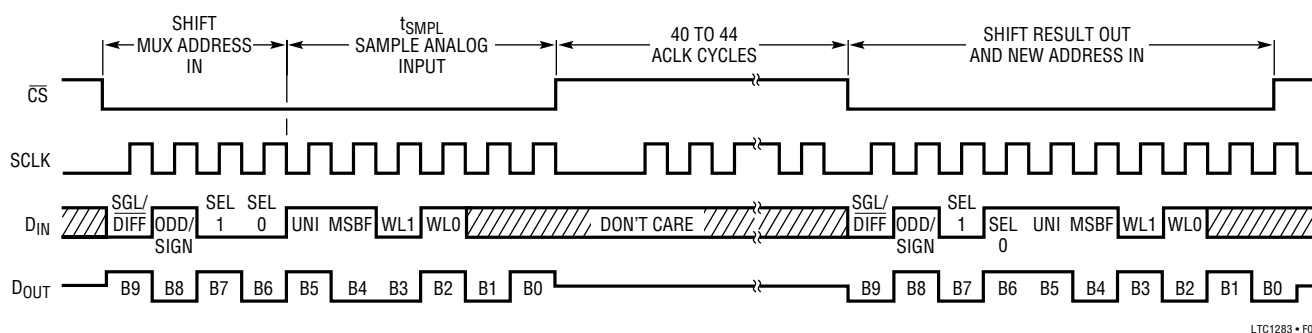 SHIFT
MUX ADDRESS
IN
tSMPL
SAMPLE ANALOG
INPUT
40 TO 44
ACLK CYCLES
SHIFT RESULT OUT
AND NEW ADDRESS IN
CS
SCLK
DIN
SGL/
DIFF
ODD/
SIGN
SEL
1
SEL
0
UNI
MSBF
WL1
WL0
DON'T CARE
SGL/
DIFF
ODD/
SIGN
SEL
1
SEL
0
UNI
MSBF
WL1
WL0
DOUT
B9 B8 B7 B6 B5 B4 B3 B2 B1 B0
B9 B8 B7 B6 B5 B4 B3 B2 B1 B0
LTC1283 • F0